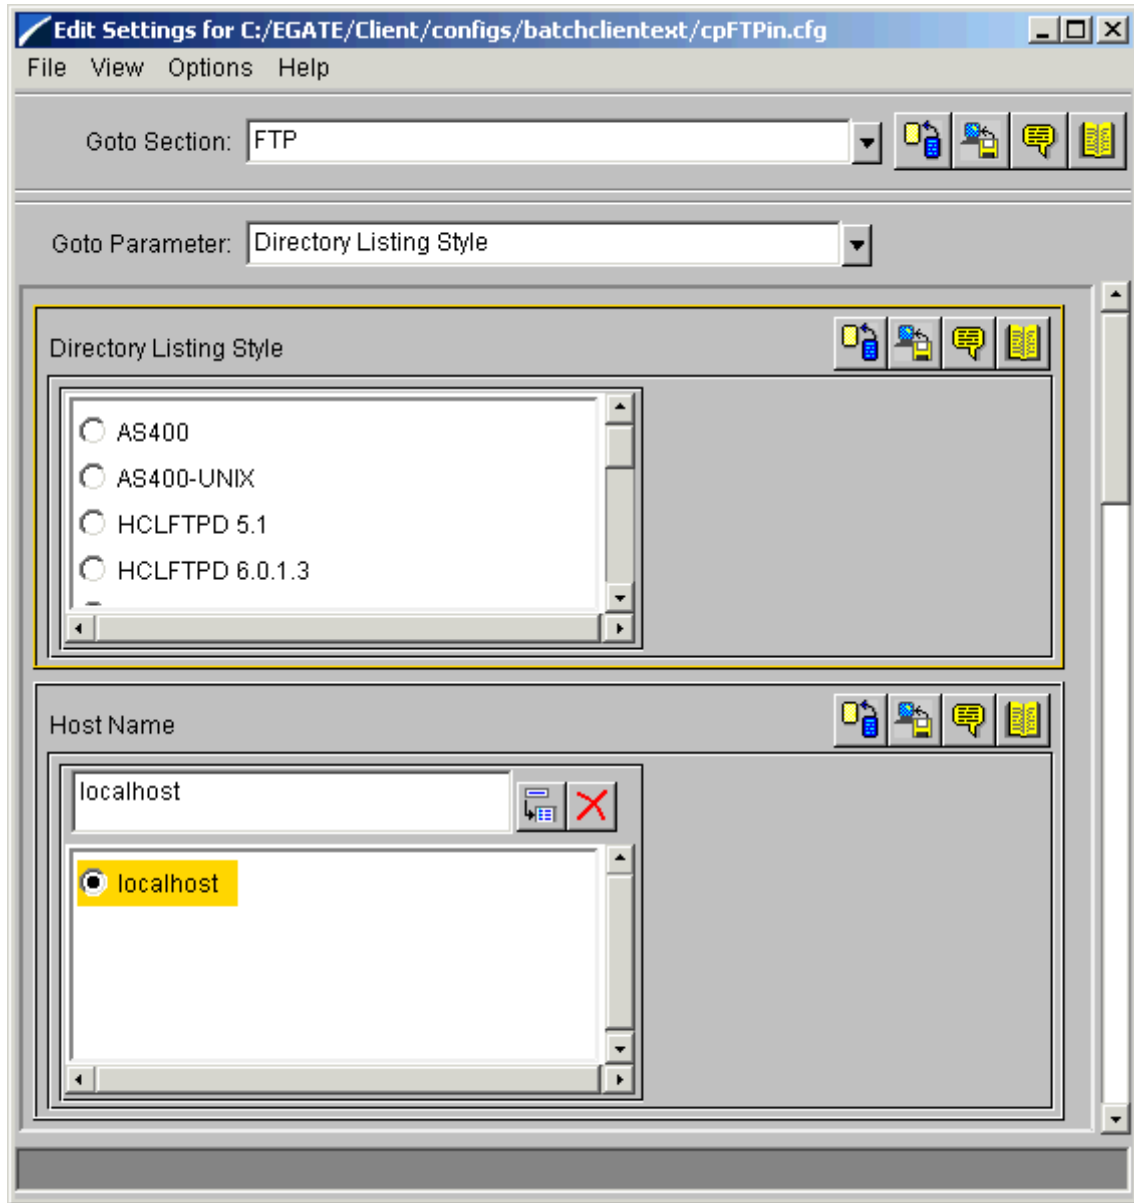 Edit Settings for C:/EGATE/Client/configs/batchclientext/cpFTPin.cfg
File View Options Help
Goto Section: FTP
Goto Parameter: Directory Listing Style
Directory Listing Style
AS400
AS400-UNIX
HCLFTPD 5.1
HCLFTPD 6.0.1.3
Host Name
localhost
localhost